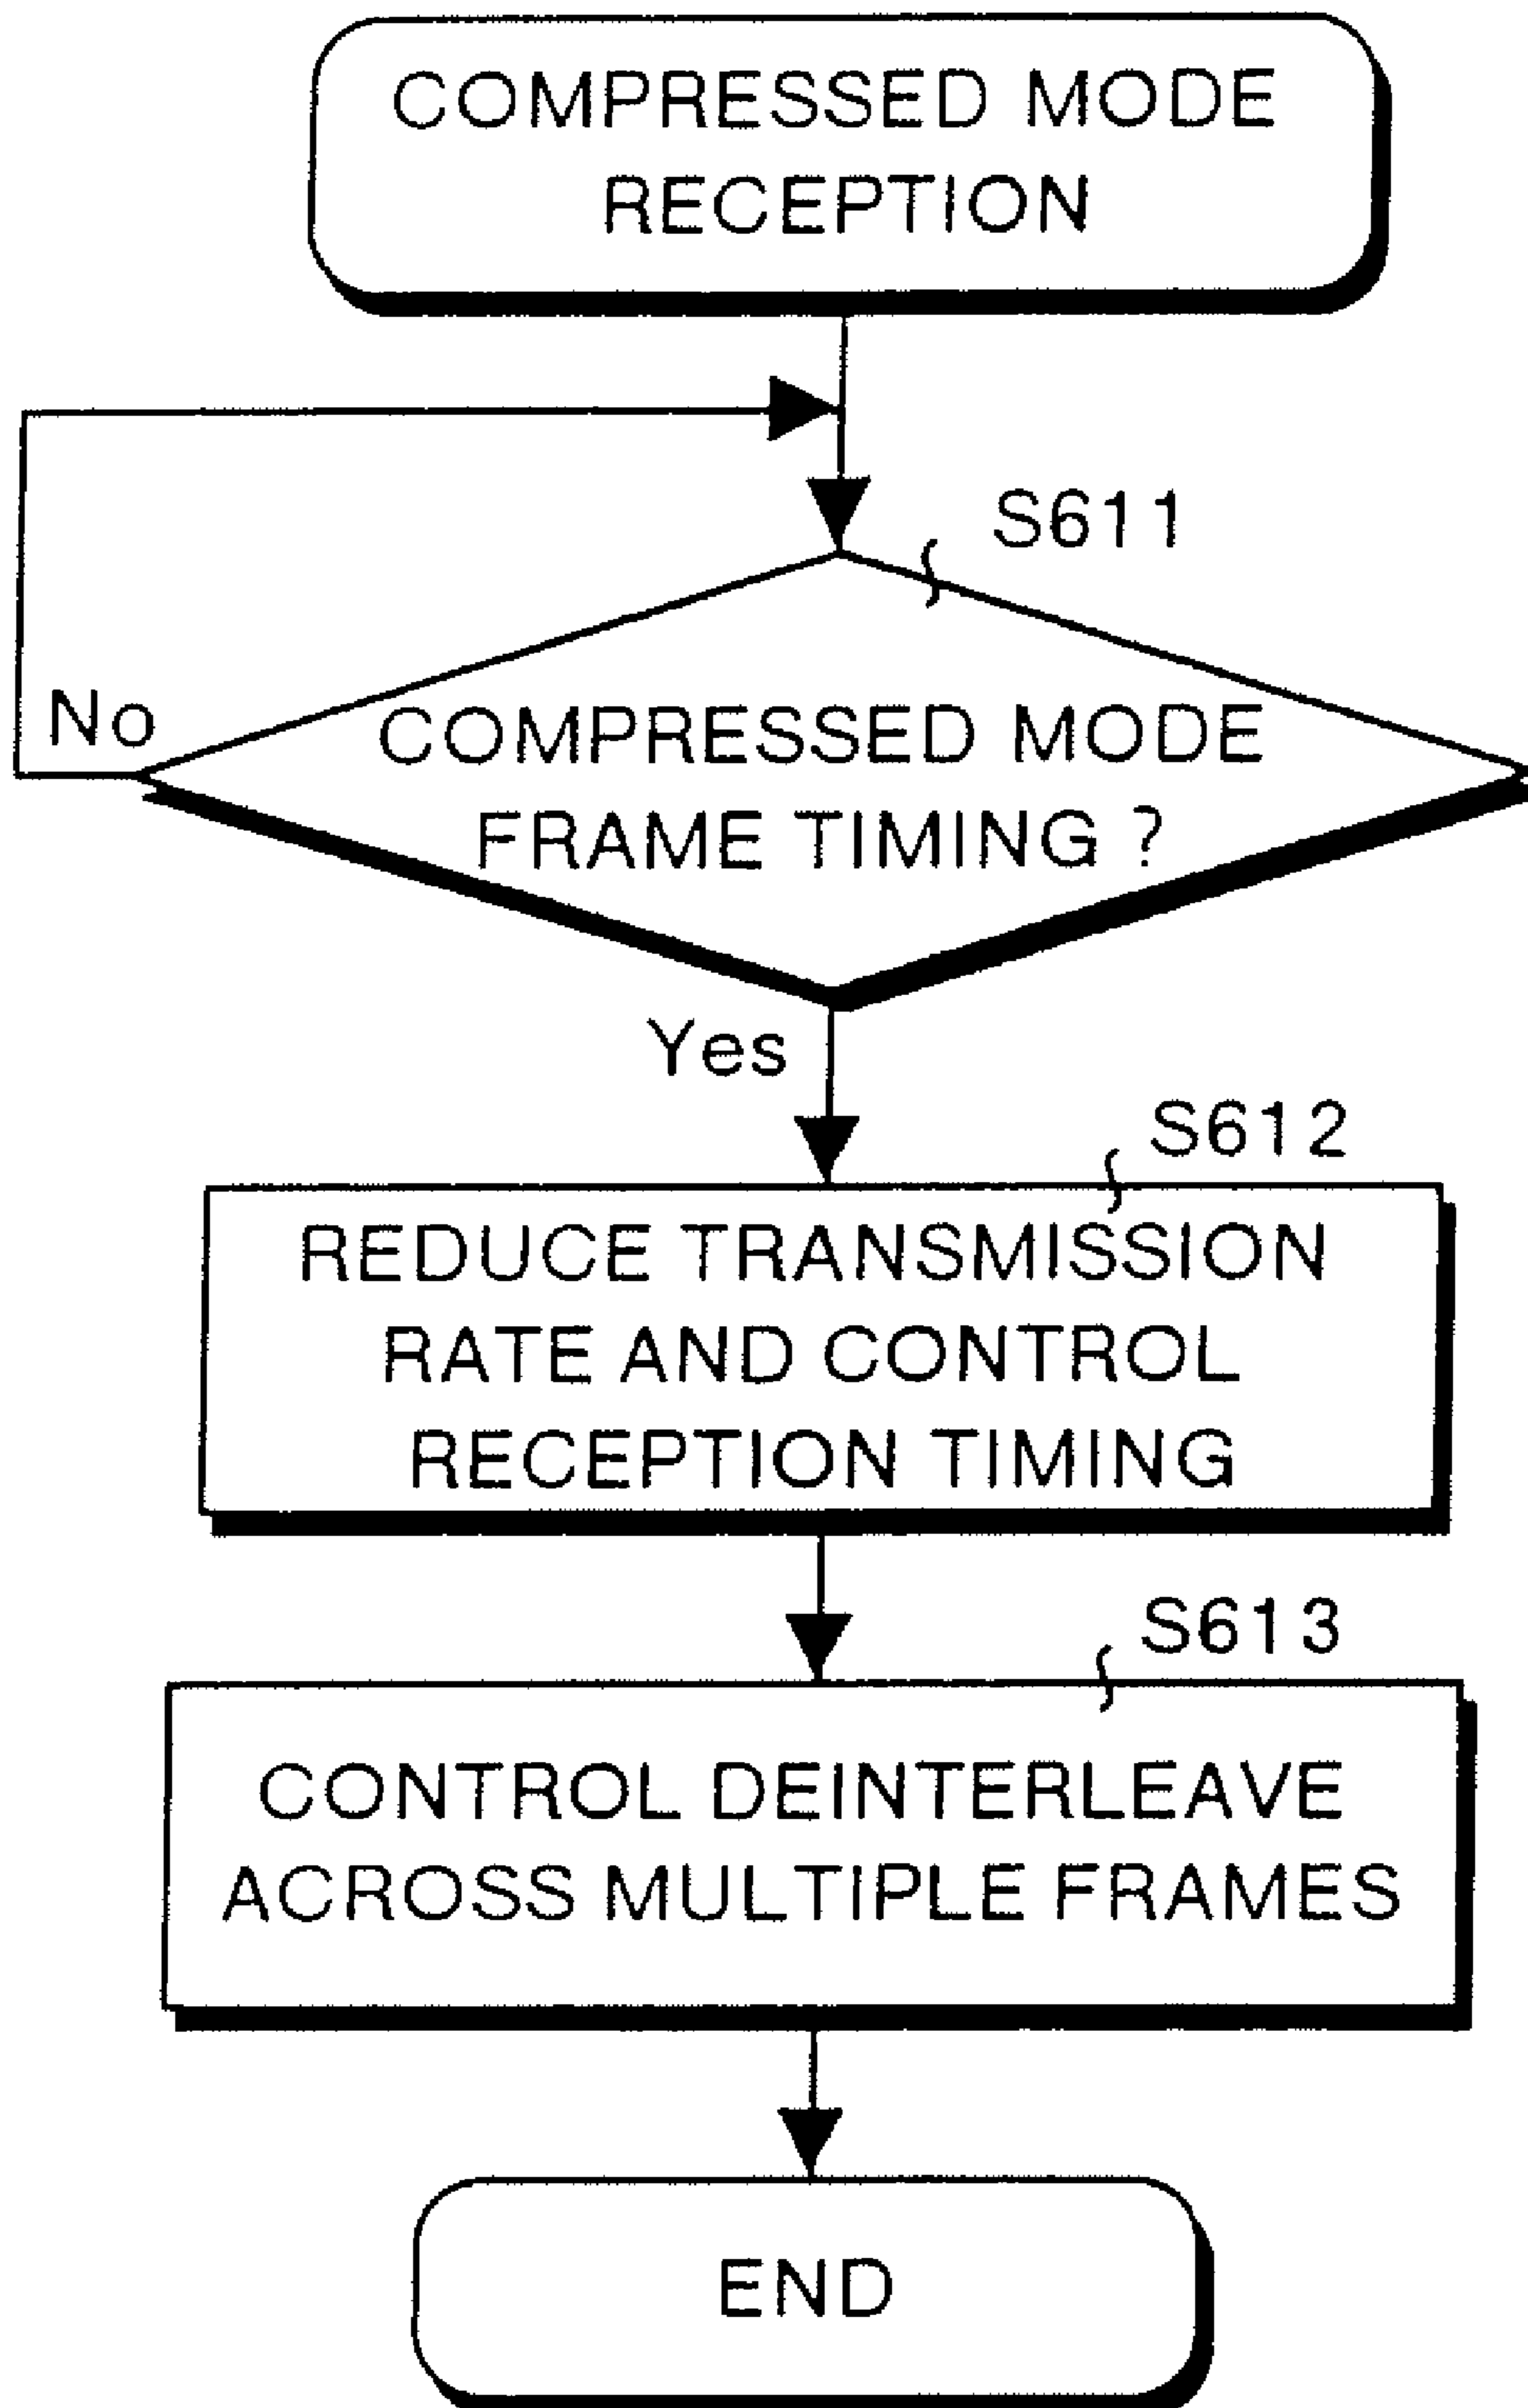 COMPRESSED MODE
RECEPTION
S611
No
COMPRESSED MODE
FRAME TIMING ?
Yes
S612
REDUCE TRANSMISSION
RATE AND CONTROL
RECEPTION TIMING
S613
CONTROL DEINTERLEAVE
ACROSS MULTIPLE FRAMES
END